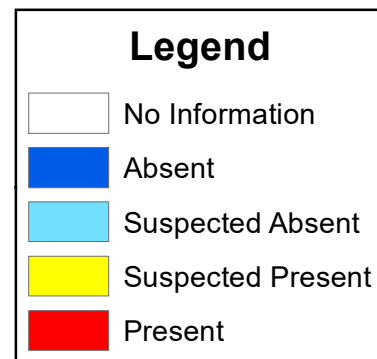 Legend
No Information
Absent
Suspected Absent
Suspected Present
Present